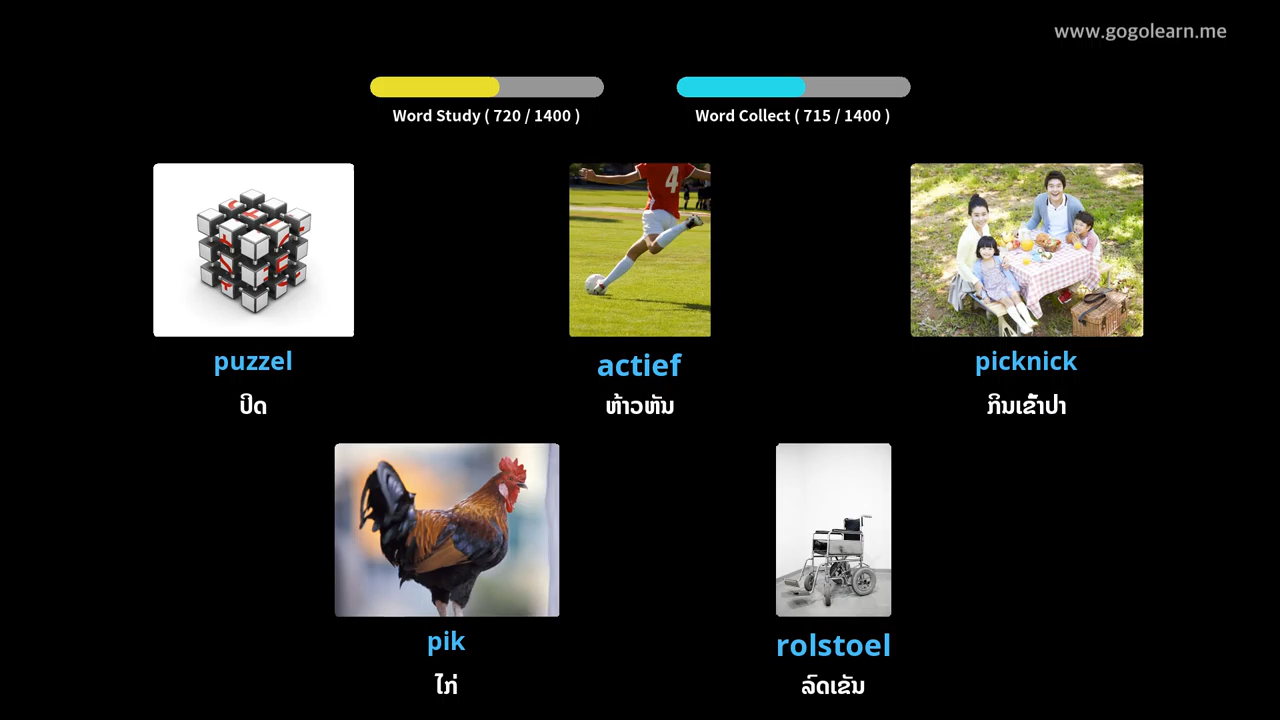 www.gogolearn.me
Word Study ( 720 / 1400 )
Word Collect ( 715 / 1400 )
4
puzzel
actief
picknick
ປິດ
ຫ້າວຫັນ
ກິນເຂົ້າປາ
pik
rolstoel
ໄກ່
ລົດເຂັນ